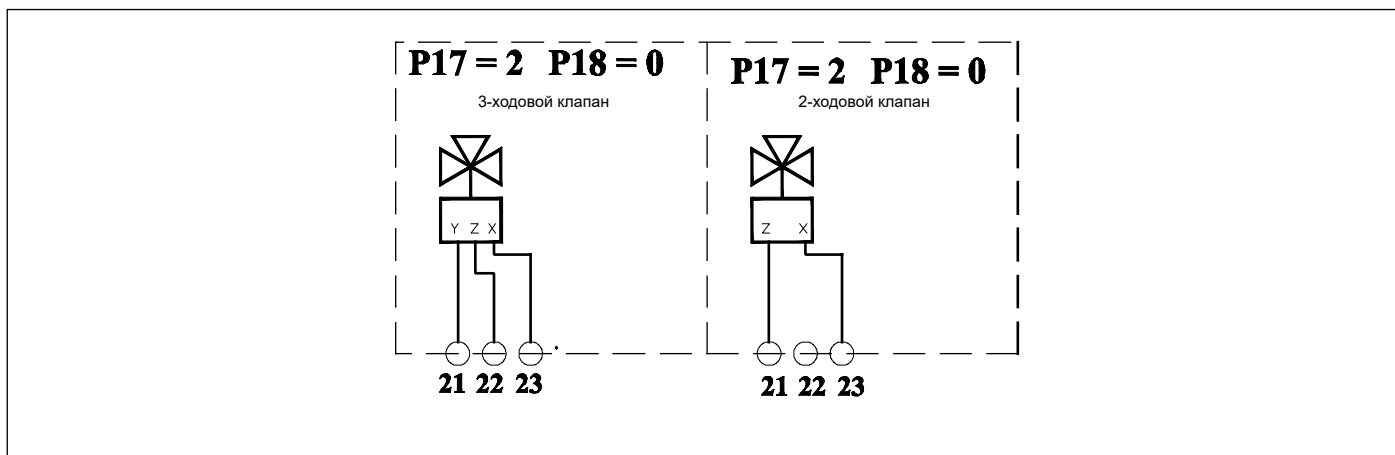 P17 = 2 P18 = 0
3-ходовой клапан
Y Z X
21 22 23
P17 = 2 P18 = 0
2-ходовой клапан
Z X
21 22 23